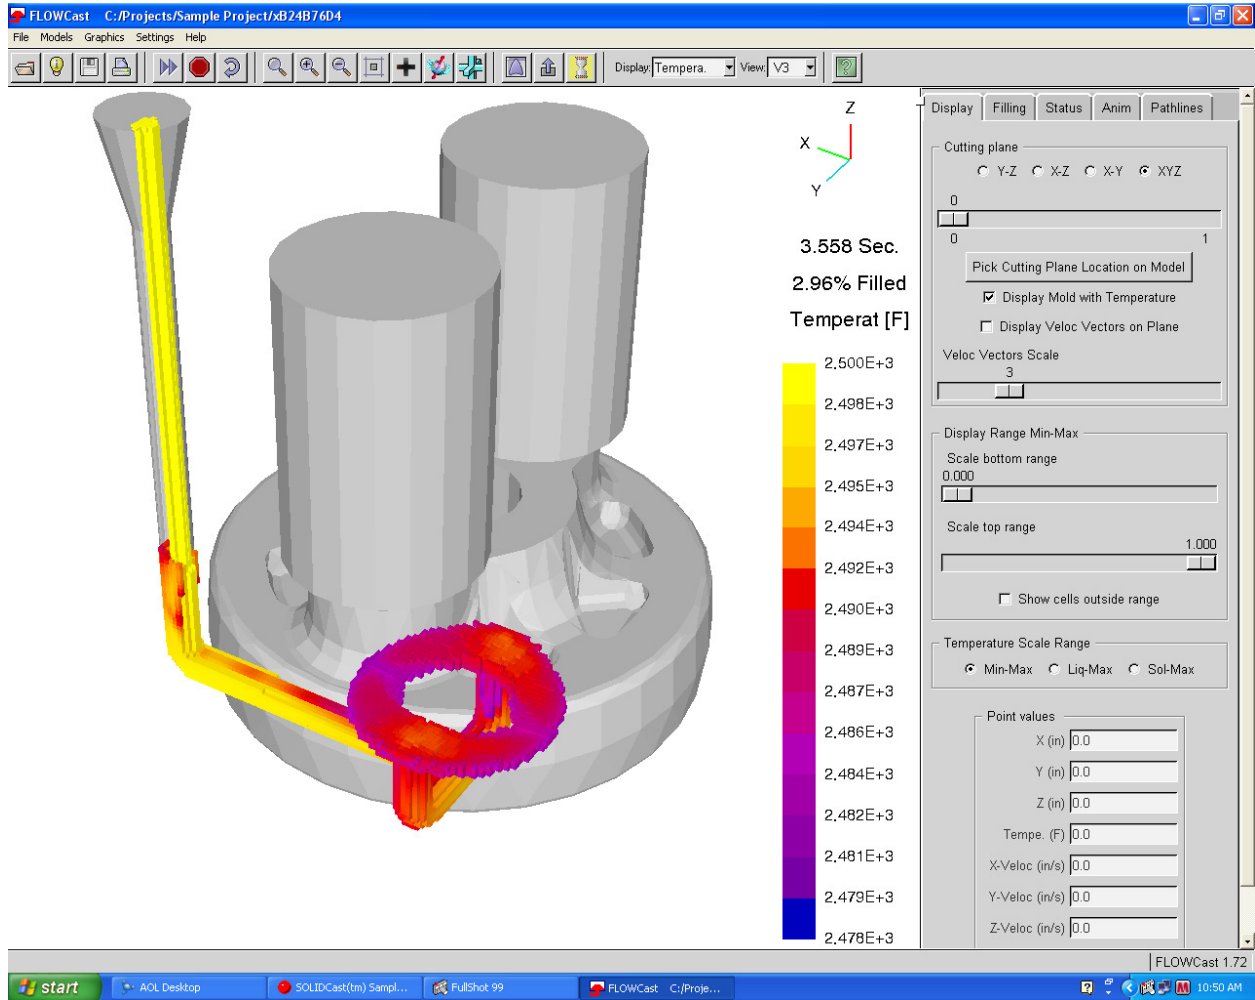 FLOWCast    C:/Projects/Sample Project/xB24B76D4
File  Models  Graphics  Settings  Help
Display: Tempera.  View: V3
Display  Filling  Status  Anim  Pathlines
Z
X
Y
3.558 Sec.
2.96% Filled
Temperat [F]
2.500E+3
2.498E+3
2.497E+3
2.495E+3
2.494E+3
2.492E+3
2.490E+3
2.489E+3
2.487E+3
2.486E+3
2.484E+3
2.482E+3
2.481E+3
2.479E+3
2.478E+3
Cutting plane
Y-Z  X-Z  X-Y  XYZ
0
0  1
Pick Cutting Plane Location on Model
Display Mold with Temperature
Display Veloc Vectors on Plane
Veloc Vectors Scale
3
Display Range Min-Max
Scale bottom range
0.000
Scale top range
1.000
Show cells outside range
Temperature Scale Range
Min-Max  Liq-Max  Sol-Max
Point values
X (in) 0.0
Y (in) 0.0
Z (in) 0.0
Tempe. (F) 0.0
X-Veloc (in/s) 0.0
Y-Veloc (in/s) 0.0
Z-Veloc (in/s) 0.0
FLOWCast 1.72
start  AOL Desktop  SOLIDCast(tm) Sampl...  FullShot 99  FLOWCast   C:/Proje...  10:50 AM